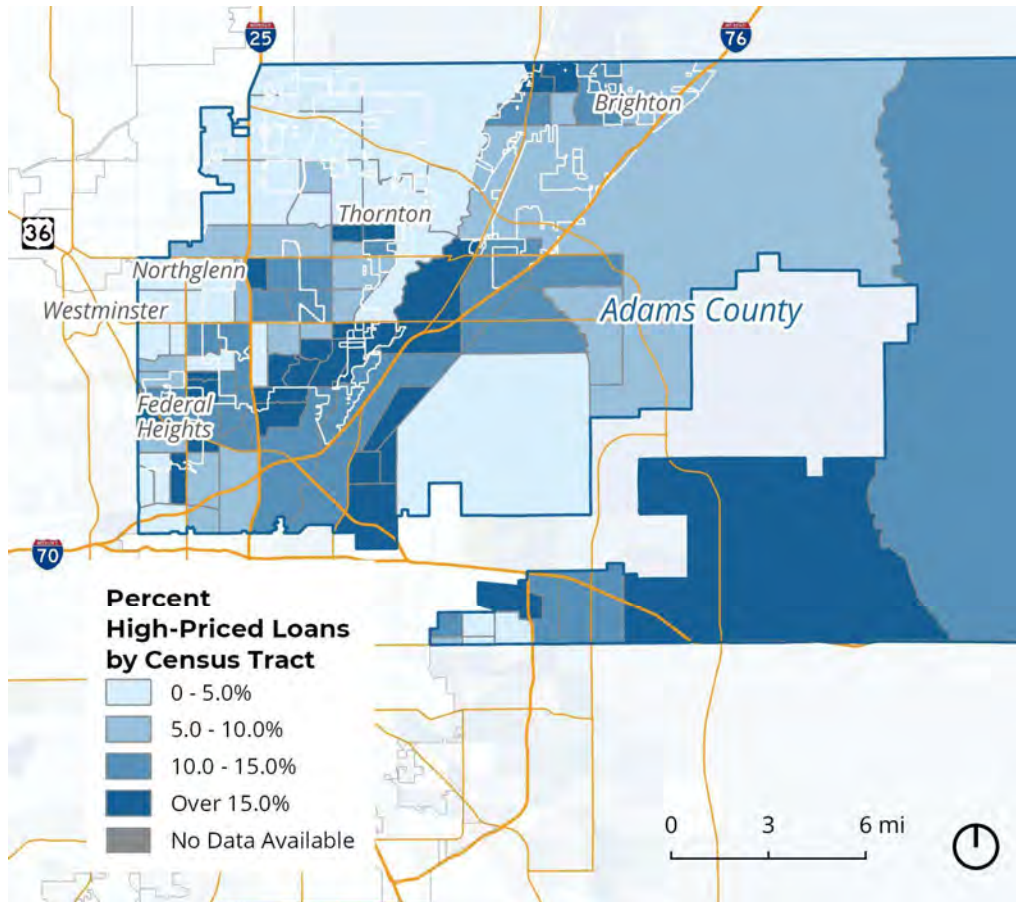 25
76
Brighton
Thornton
36
Northglenn
Westminster
Adams County
Federal
Heights
70
Percent
High-Priced Loans
by Census Tract
0 - 5.0%
5.0 - 10.0%
10.0 - 15.0%
Over 15.0%
No Data Available
0 3 6 mi